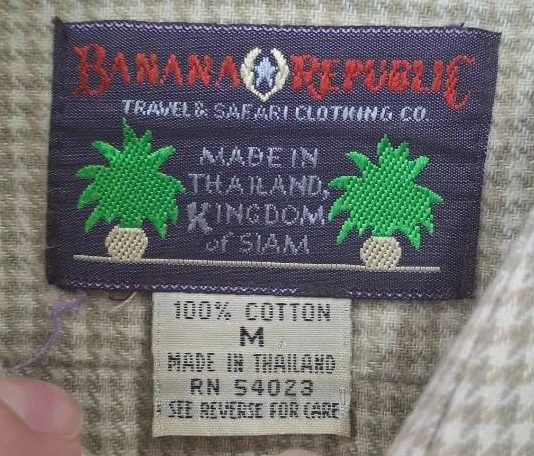 BANANA REPUBLIC
TRAVEL & SAFARI CLOTHING CO.
MADE IN
THAILAND,
KINGDOM
of SIAM
100% COTTON
M
MADE IN THAILAND
RN 54023
SEE REVERSE FOR CARE